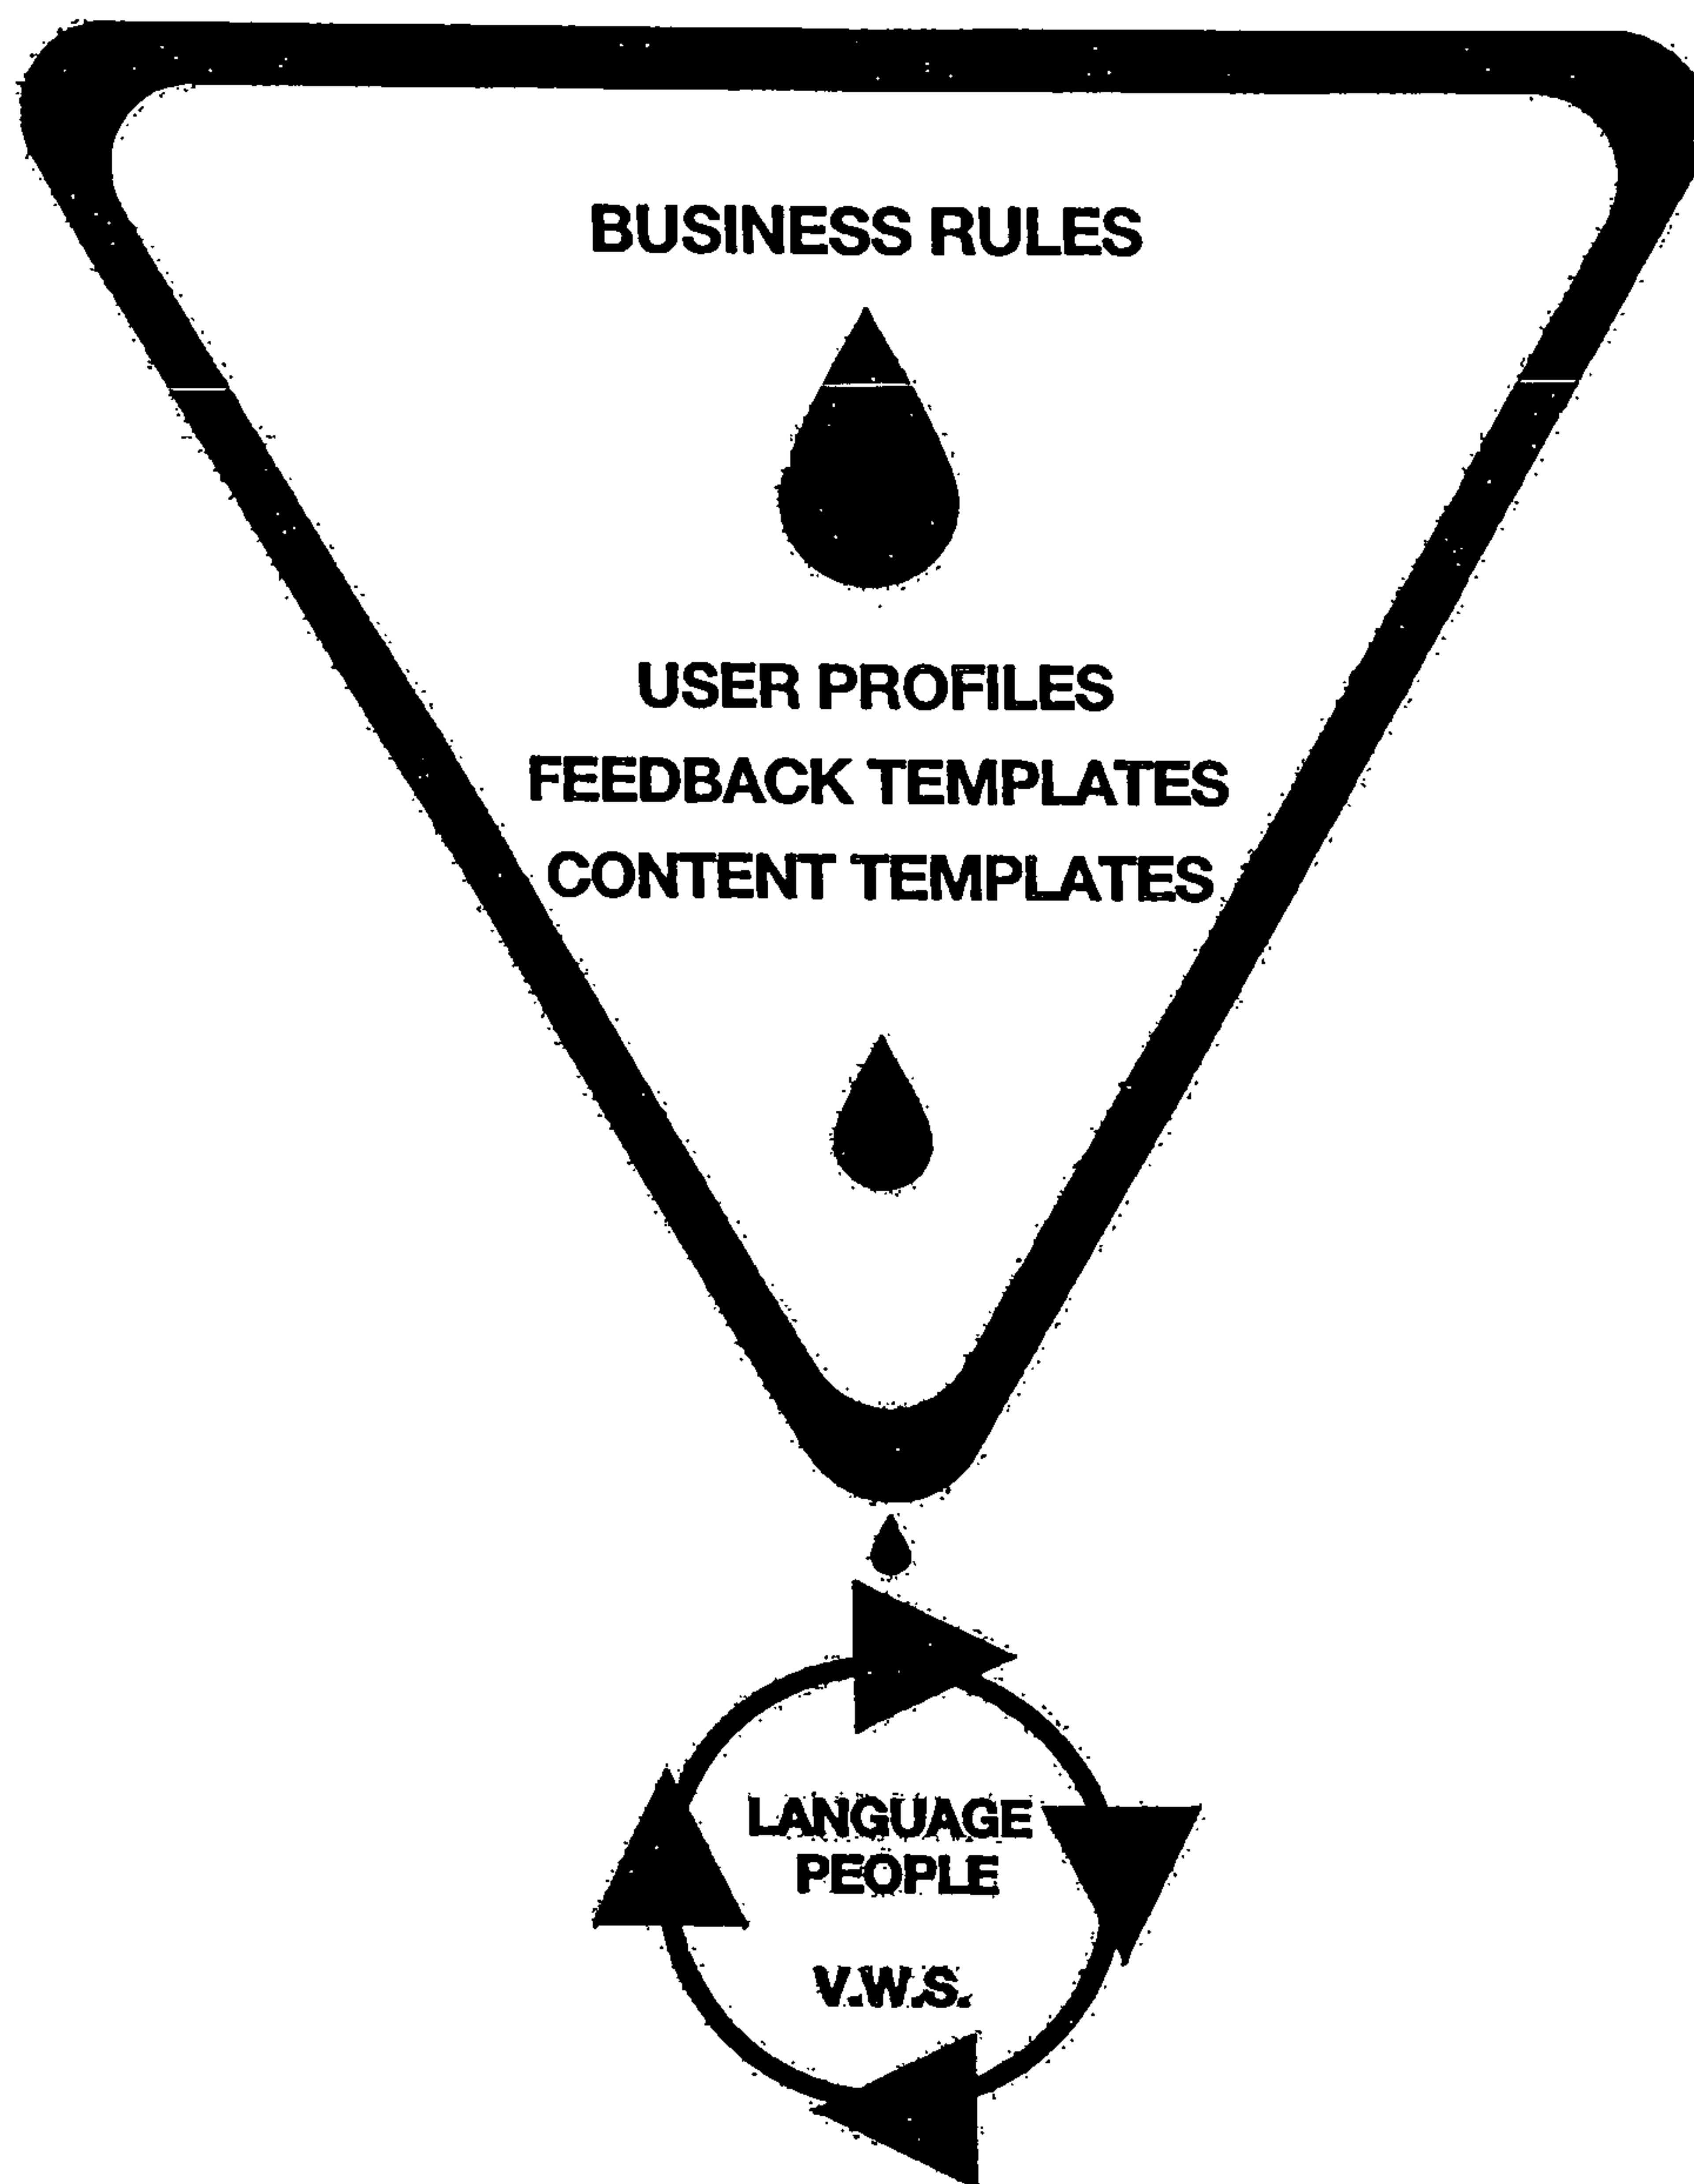 BUSINESS RULES
USER PROFILES
FEEDBACK TEMPLATES
CONTENT TEMPLATES
LANGUAGE
PEOPLE
V.W.S.